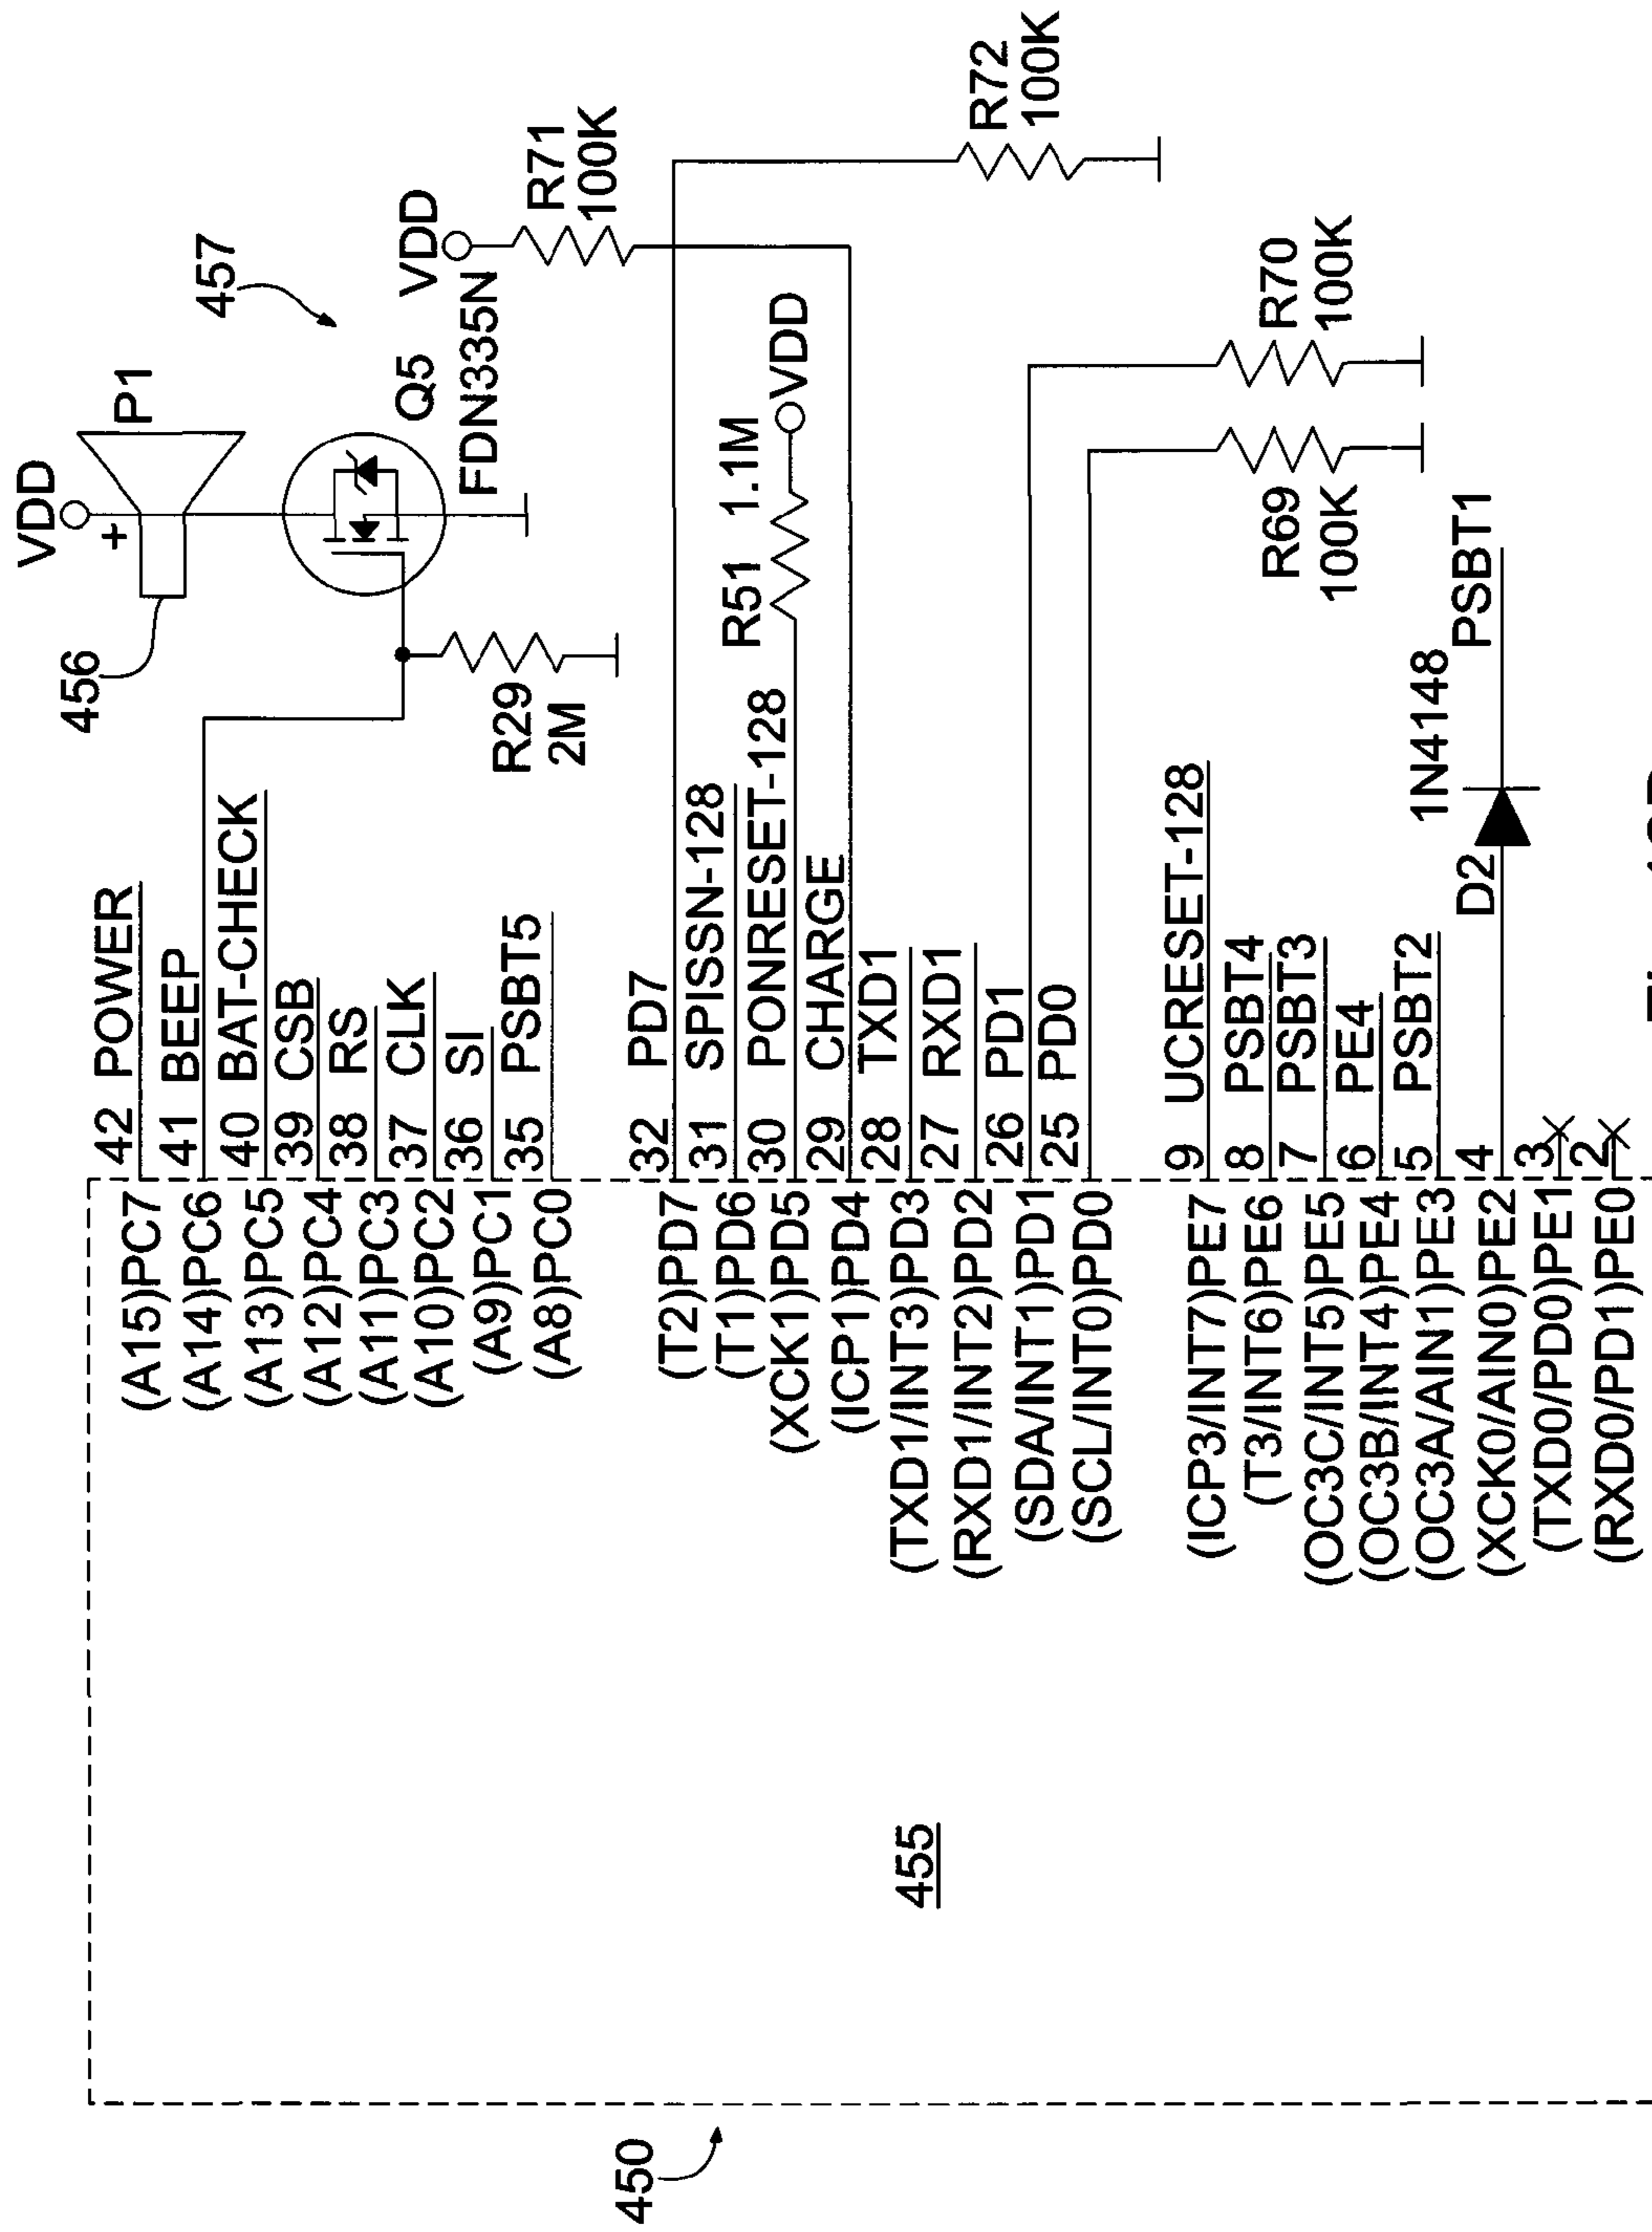 VDD
+
P1
456
457
Q5
FDN335N
VDD
R71
100K
R29
2M
R72
100K
(A15)PC7 42 POWER
(A14)PC6 41 BEEP
(A13)PC5 40 BAT-CHECK
(A12)PC4 39 CSB
(A11)PC3 38 RS
(A10)PC2 37 CLK
(A9)PC1 36 SI
(A8)PC0 35 PSBT5
(T2)PD7 32 PD7
(T1)PD6 31 SPISSN-128
(XCK1)PD5 30 PONRESET-128
R51 1.1M
VDD
(ICP1)PD4 29 CHARGE
(TXD1/INT3)PD3 28 TXD1
(RXD1/INT2)PD2 27 RXD1
(SDA/INT1)PD1 26 PD1
(SCL/INT0)PD0 25 PD0
R69
100K
R70
100K
(ICP3/INT7)PE7 9 UCRESET-128
(T3/INT6)PE6 8 PSBT4
(OC3C/INT5)PE5 7 PSBT3
(OC3B/INT4)PE4 6 PE4
(OC3A/AIN1)PE3 5 PSBT2
(XCK0/AIN0)PE2 4
D2
1N4148
PSBT1
(TXD0/PD0)PE1 3
(RXD0/PD1)PE0 2
455
450